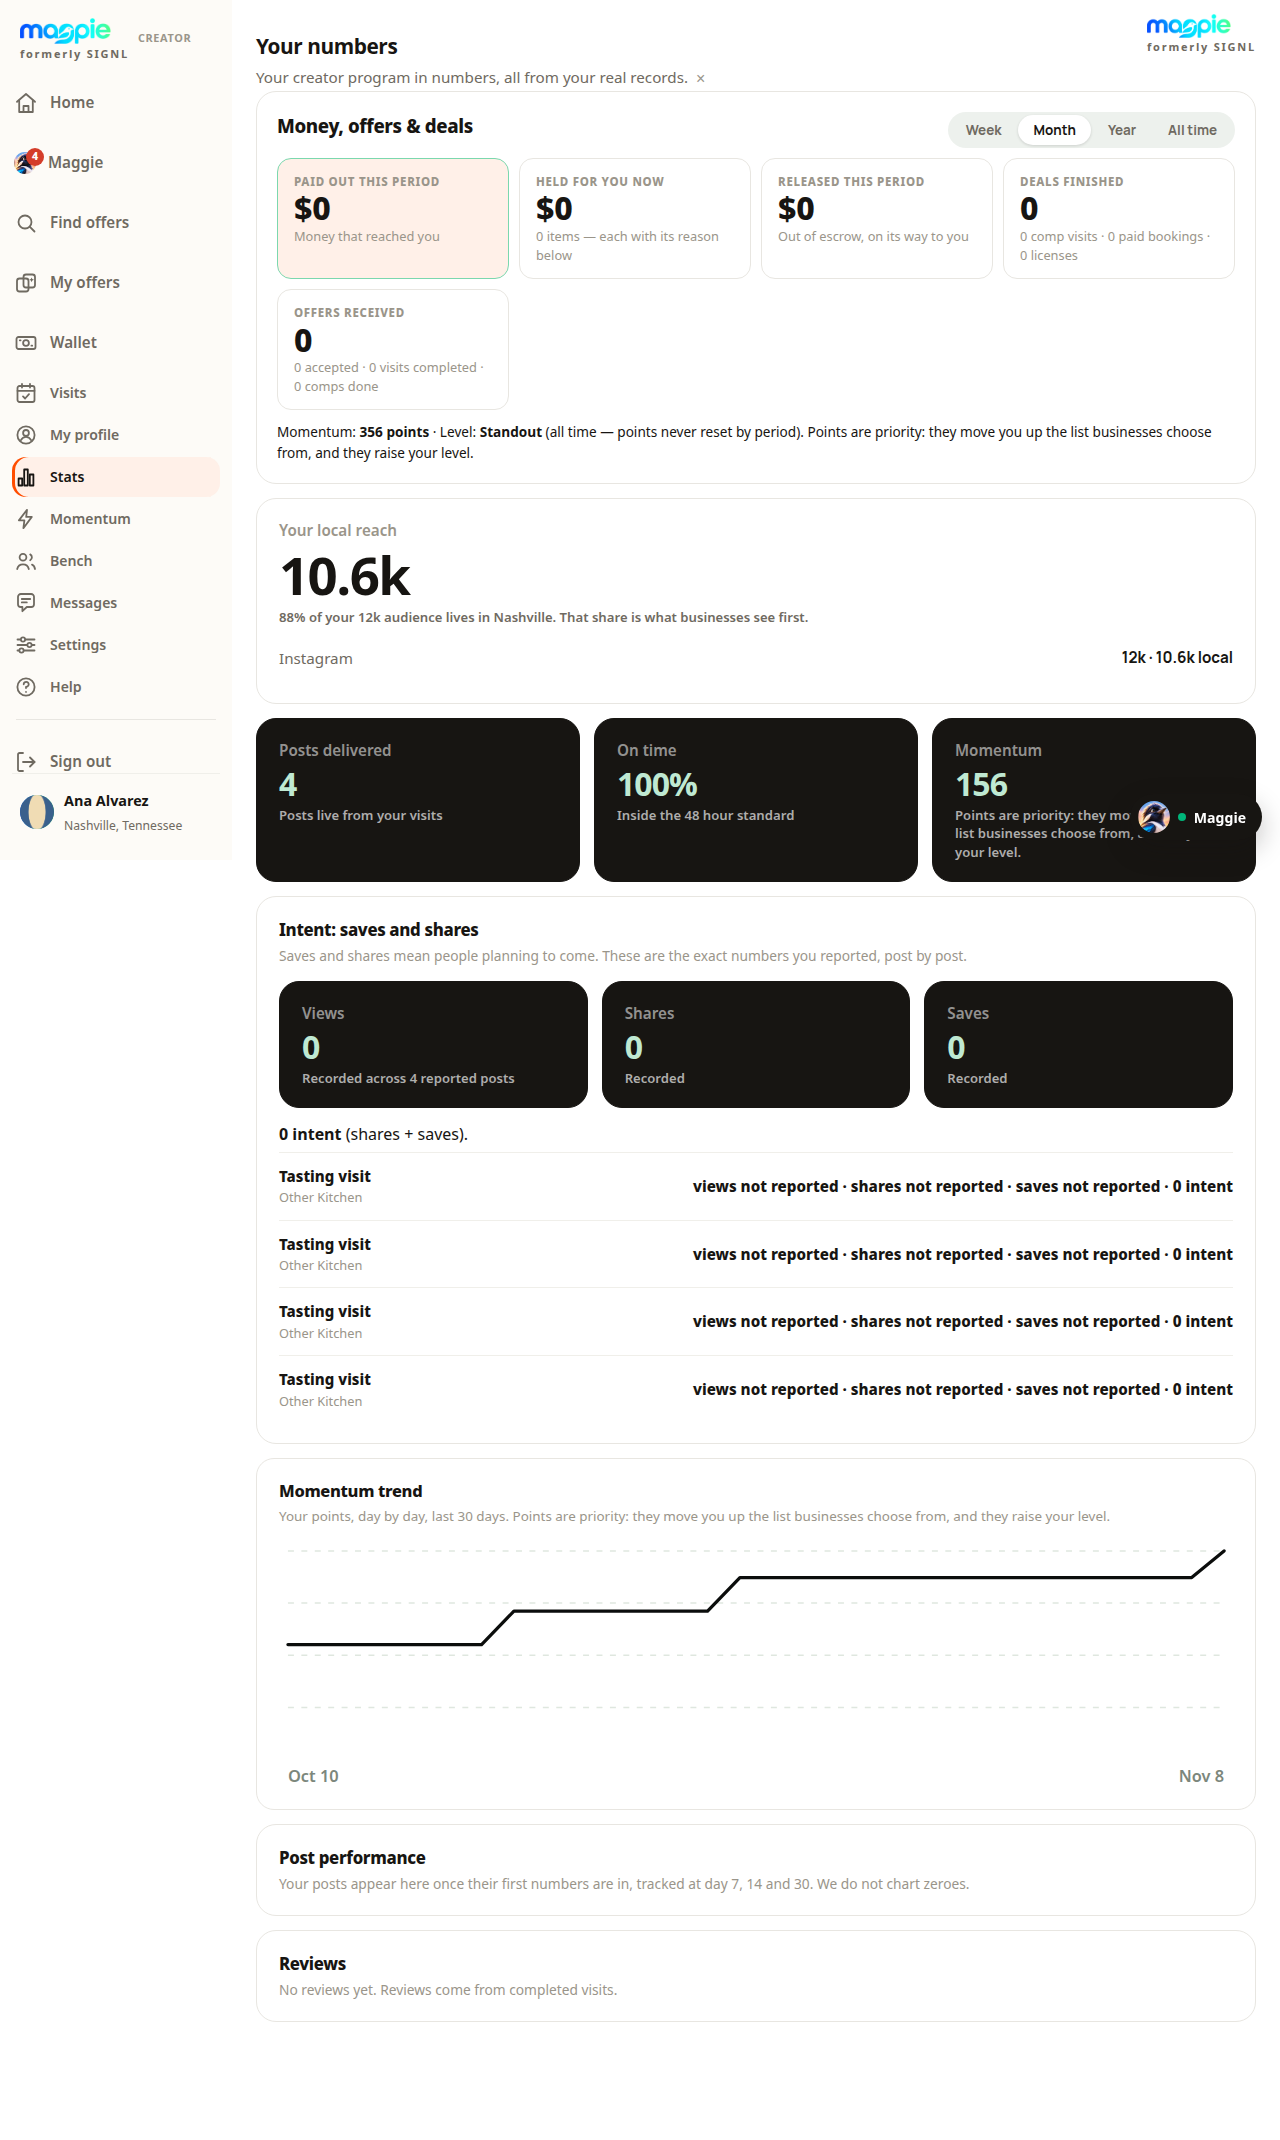 magpie
formerly SIGNL
CREATOR
Home
4
Maggie
Find offers
My offers
Wallet
Visits
My profile
Stats
Momentum
Bench
Messages
Settings
Help
Sign out
Ana Alvarez
Nashville, Tennessee
magpie
formerly SIGNL
Your numbers
Your creator program in numbers, all from your real records. ×
Money, offers & deals
Week Month Year All time
PAID OUT THIS PERIOD
$0
Money that reached you
HELD FOR YOU NOW
$0
0 items — each with its reason
below
RELEASED THIS PERIOD
$0
Out of escrow, on its way to you
DEALS FINISHED
0
0 comp visits · 0 paid bookings ·
0 licenses
OFFERS RECEIVED
0
0 accepted · 0 visits completed ·
0 comps done
Momentum: 356 points · Level: Standout (all time — points never reset by period). Points are priority: they move you up the list businesses choose
from, and they raise your level.
Your local reach
10.6k
88% of your 12k audience lives in Nashville. That share is what businesses see first.
Instagram
12k · 10.6k local
Posts delivered
4
Posts live from your visits
On time
100%
Inside the 48 hour standard
Momentum
156
Points are priority: they mo
list businesses choose from,
your level.
Maggie
Intent: saves and shares
Saves and shares mean people planning to come. These are the exact numbers you reported, post by post.
Views
0
Recorded across 4 reported posts
Shares
0
Recorded
Saves
0
Recorded
0 intent (shares + saves).
Tasting visit
Other Kitchen
views not reported · shares not reported · saves not reported · 0 intent
Tasting visit
Other Kitchen
views not reported · shares not reported · saves not reported · 0 intent
Tasting visit
Other Kitchen
views not reported · shares not reported · saves not reported · 0 intent
Tasting visit
Other Kitchen
views not reported · shares not reported · saves not reported · 0 intent
Momentum trend
Your points, day by day, last 30 days. Points are priority: they move you up the list businesses choose from, and they raise your level.
Oct 10
Nov 8
Post performance
Your posts appear here once their first numbers are in, tracked at day 7, 14 and 30. We do not chart zeroes.
Reviews
No reviews yet. Reviews come from completed visits.